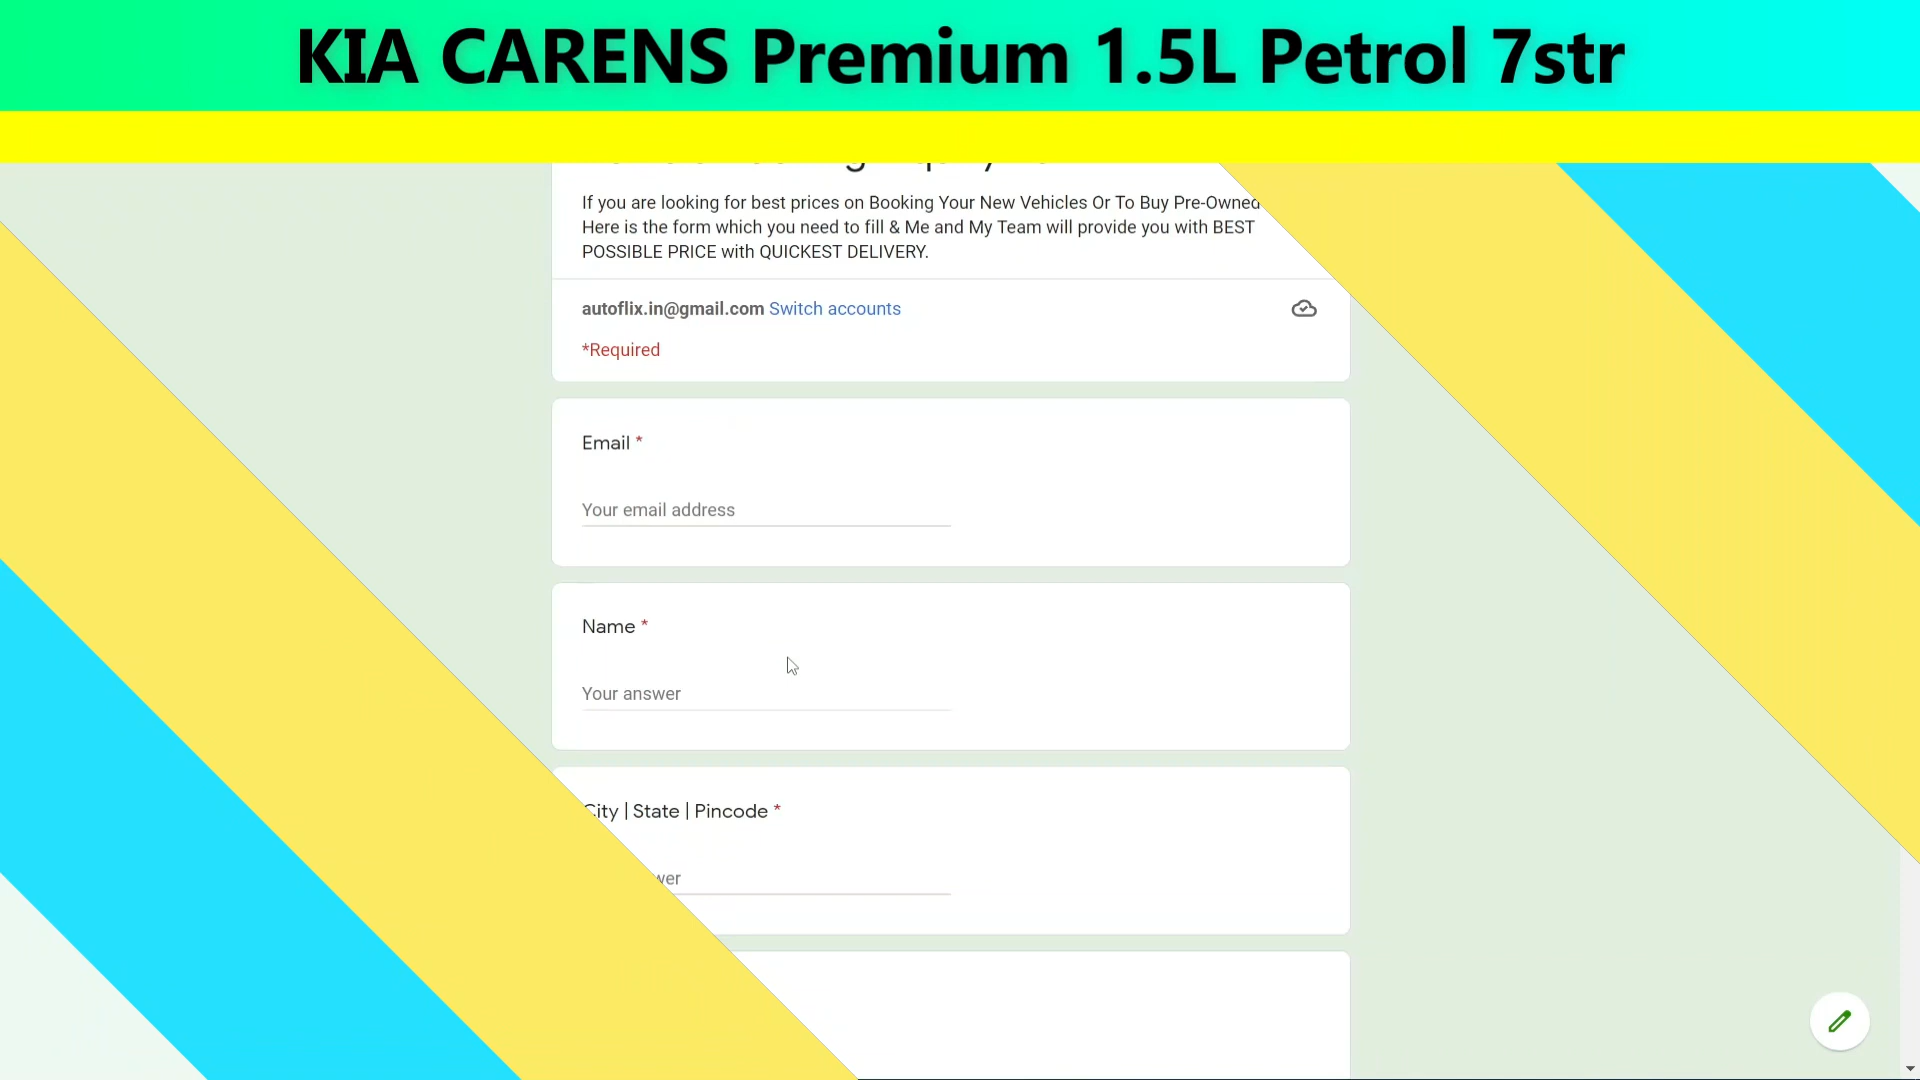 KIA CARENS Premium 1.5L Petrol 7str
If you are looking for best prices on Booking Your New Vehicles Or To Buy Pre-Owned
Here is the form which you need to fill & Me and My Team will provide you with BEST
POSSIBLE PRICE with QUICKEST DELIVERY.
autoflix.in@gmail.com Switch accounts
*Required
Email *
Your email address
Name *
Your answer
City | State | Pincode *